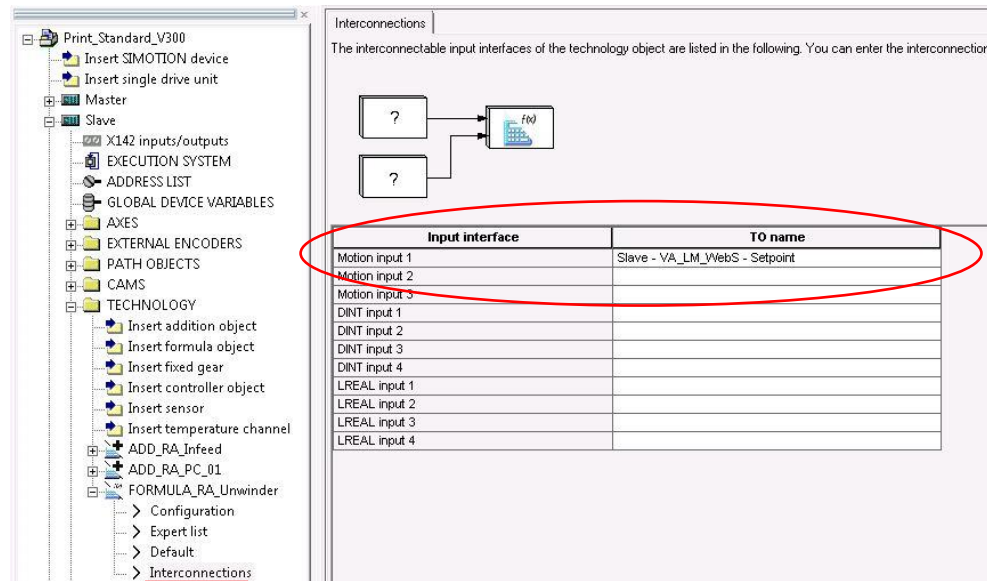 Print_Standard_V300
Insert SIMOTION device
Insert single drive unit
Master
Slave
X142 inputs/outputs
EXECUTION SYSTEM
ADDRESS LIST
GLOBAL DEVICE VARIABLES
AXES
EXTERNAL ENCODERS
PATH OBJECTS
CAMS
TECHNOLOGY
Insert addition object
Insert formula object
Insert fixed gear
Insert controller object
Insert sensor
Insert temperature channel
ADD_RA_Infeed
ADD_RA_PC_01
FORMULA_RA_Unwinder
Configuration
Expert list
Default
Interconnections
Interconnections
The interconnectable input interfaces of the technology object are listed in the following. You can enter the interconnection
?
f(x)
?
Input interface TO name
Motion input 1 Slave - VA_LM_WebS - Setpoint
Motion input 2
Motion input 3
DINT input 1
DINT input 2
DINT input 3
DINT input 4
LREAL input 1
LREAL input 2
LREAL input 3
LREAL input 4